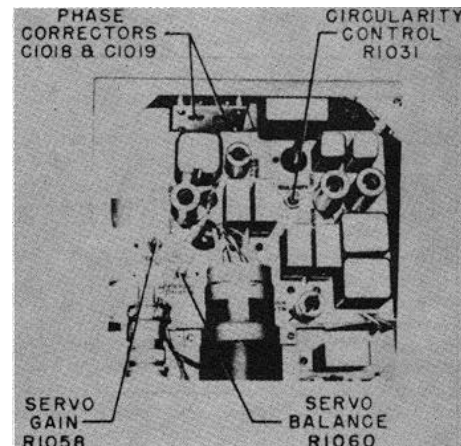 PHASE
CORRECTORS
C1018 & C1019
CIRCULARITY
CONTROL
R1031
SERVO
GAIN
R1058
SERVO
BALANCE
R1060